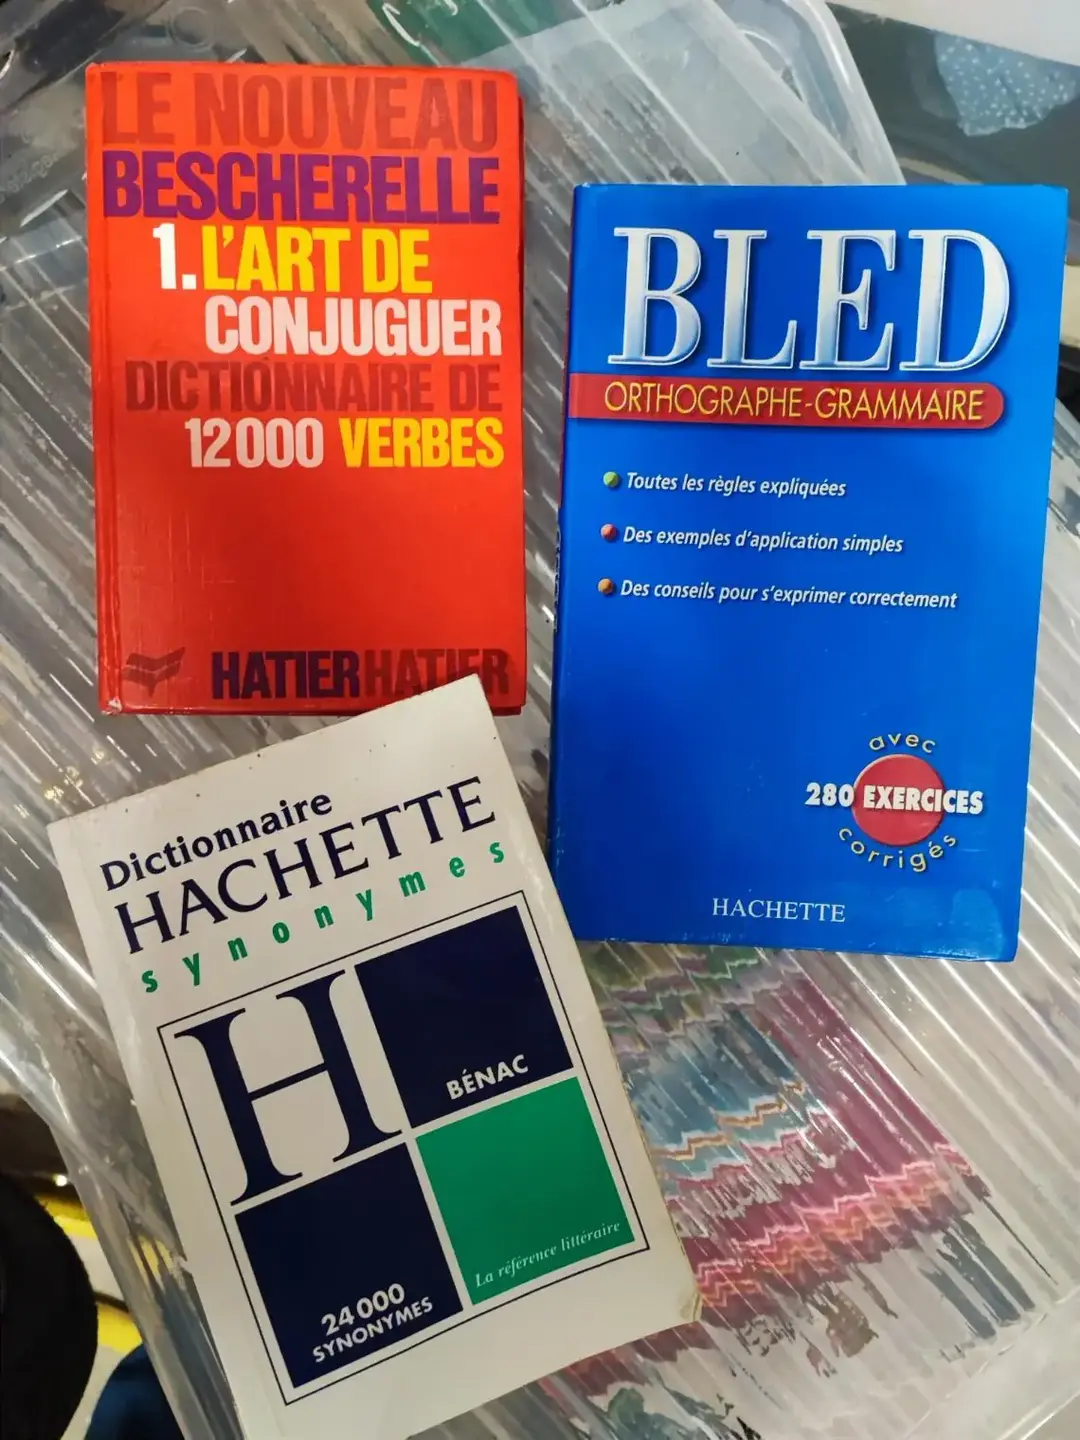 LE NOUVEAU
BESCHERELLE
1. L'ART DE
CONJUGUER
DICTIONNAIRE DE
12000 VERBES
HATIER HATIER
BLED
ORTHOGRAPHE-GRAMMAIRE
Toutes les règles expliquées
Des exemples d'application simples
Des conseils pour s'exprimer correctement
avec
280 EXERCICES
corrigés
HACHETTE
Dictionnaire
HACHETTE
synonymes
H
BÉNAC
La référence littéraire
24000
SYNONYMES